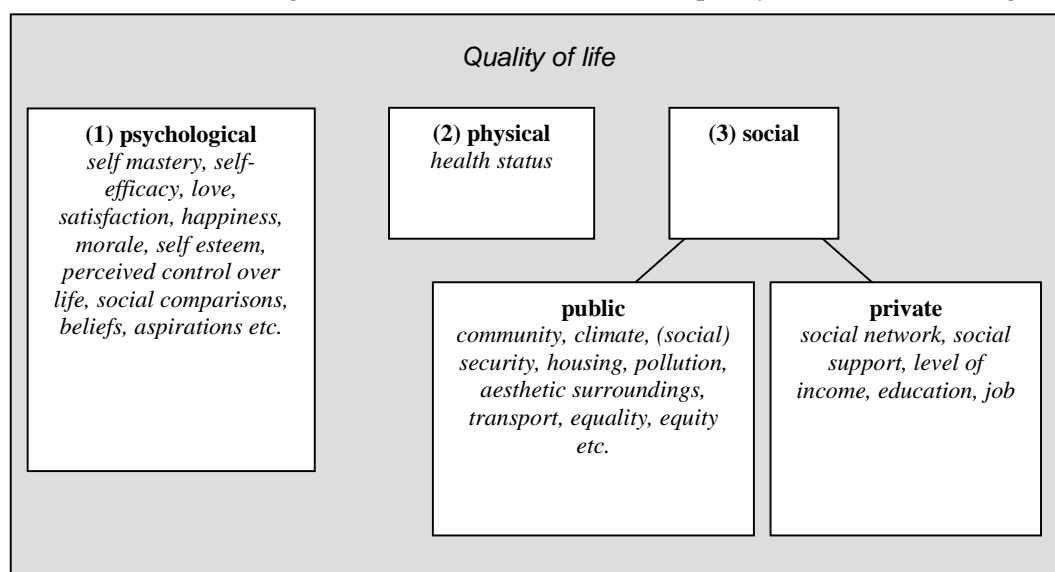 Quality of life
(1) psychological
self mastery, self-
efficacy, love,
satisfaction, happiness,
morale, self esteem,
perceived control over
life, social comparisons,
beliefs, aspirations etc.
(2) physical
health status
(3) social
public
community, climate, (social)
security, housing, pollution,
aesthetic surroundings,
transport, equality, equity
etc.
private
social network, social
support, level of
income, education, job